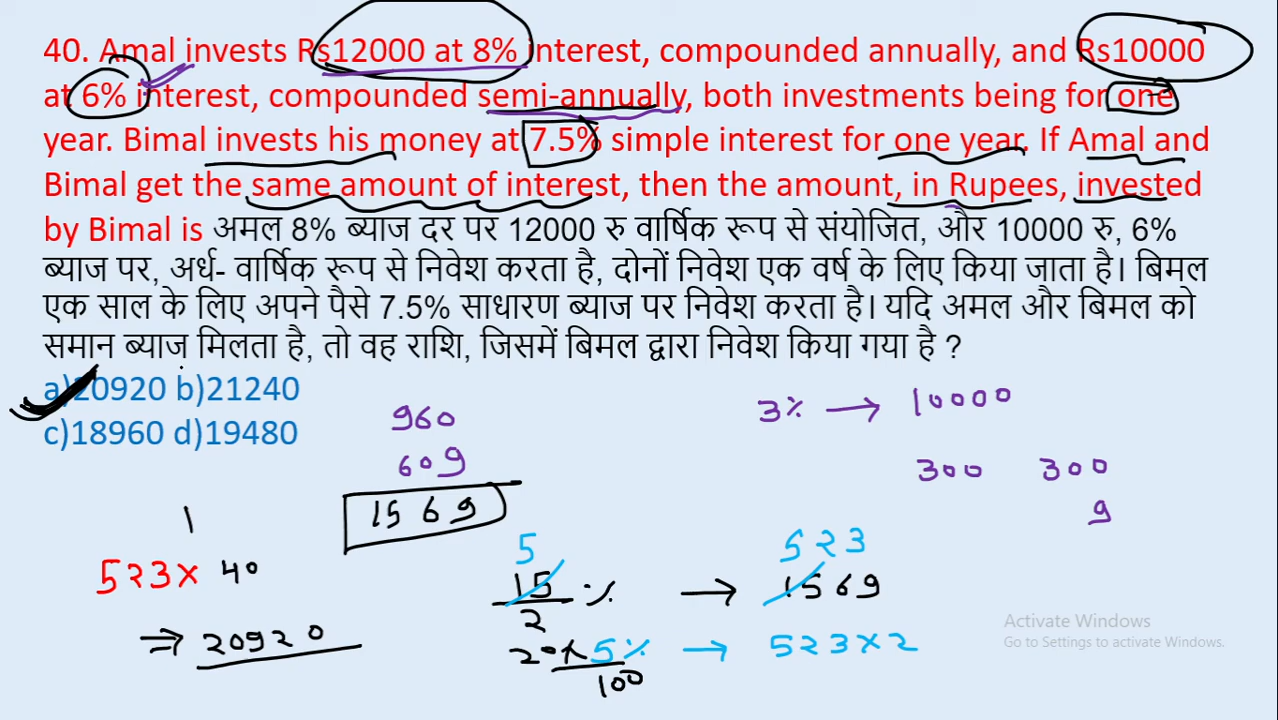 40. Amal invests Rs12000 at 8% interest, compounded annually, and Rs10000
at 6% interest, compounded semi-annually, both investments being for one
year. Bimal invests his money at 7.5% simple interest for one year. If Amal and
Bimal get the same amount of interest, then the amount, in Rupees, invested
by Bimal is अमल 8% ब्याज दर पर 12000 रु वार्षिक रूप से संयोजित, और 10000 रु, 6%
ब्याज पर, अर्ध- वार्षिक रूप से निवेश करता है, दोनों निवेश एक वर्ष के लिए किया जाता है। बिमल
एक साल के लिए अपने पैसे 7.5% साधारण ब्याज पर निवेश करता है। यदि अमल और बिमल को
समान ब्याज मिलता है, तो वह राशि, जिसमें बिमल द्वारा निवेश किया गया है ?
a)20920 b)21240
c)18960 d)19480
960
609
1569
3% → 10000
300 300
9
1
523× 40
⇒ 20920
5 523
15 % → 1569
2
20× 5% → 523×2
100
Activate Windows
Go to Settings to activate Windows.